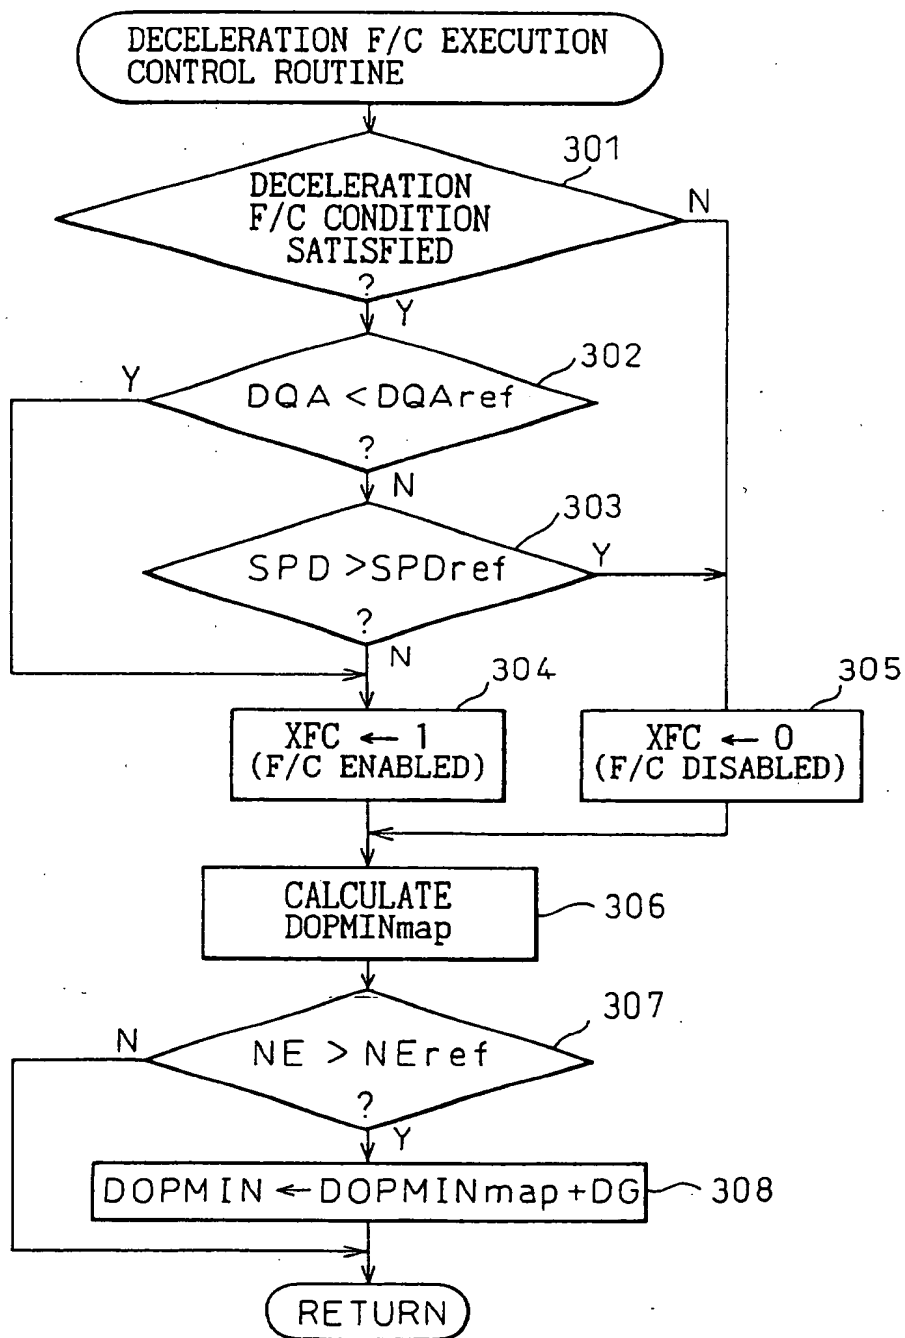 DECELERATION F/C EXECUTION
CONTROL ROUTINE
301
DECELERATION
F/C CONDITION
SATISFIED
?
N
Y
302
Y
DQA < DQAref
?
N
303
SPD > SPDref
Y
?
N
304
305
XFC ← 1
(F/C ENABLED)
XFC ← 0
(F/C DISABLED)
CALCULATE
DOPMINmap
306
307
N
NE > NEref
?
Y
DOPMIN ← DOPMINmap + DG
308
RETURN